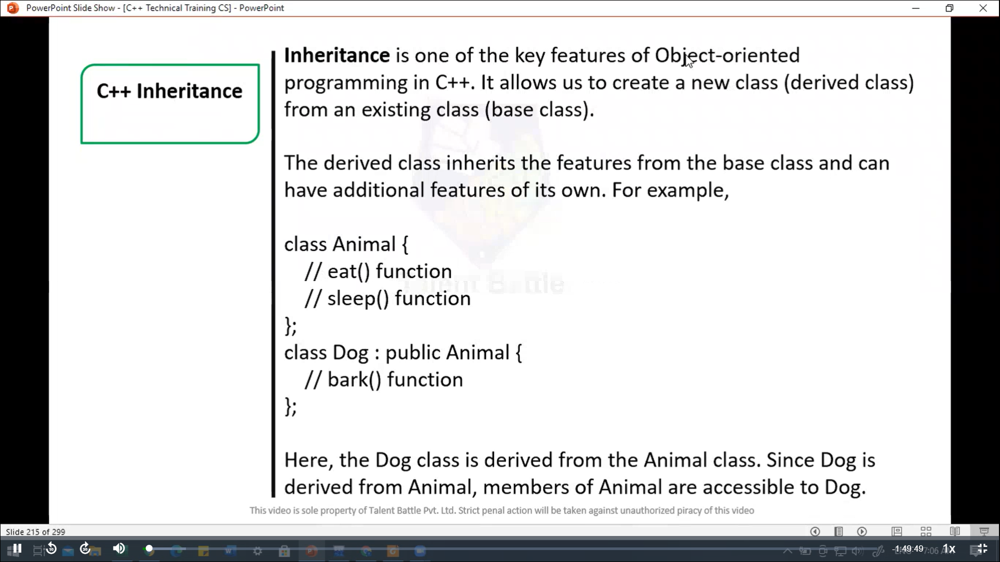 PowerPoint Slide Show - [C++ Technical Training CS] - PowerPoint
C++ Inheritance
Inheritance is one of the key features of Object-oriented
programming in C++. It allows us to create a new class (derived class)
from an existing class (base class).
The derived class inherits the features from the base class and can
have additional features of its own. For example,
class Animal {
// eat() function
// sleep() function
};
class Dog : public Animal {
// bark() function
};
Here, the Dog class is derived from the Animal class. Since Dog is
derived from Animal, members of Animal are accessible to Dog.
This video is sole property of Talent Battle Pvt. Ltd. Strict penal action will be taken against unauthorized piracy of this video
Slide 215 of 299
10
30
-1:49:49
1x